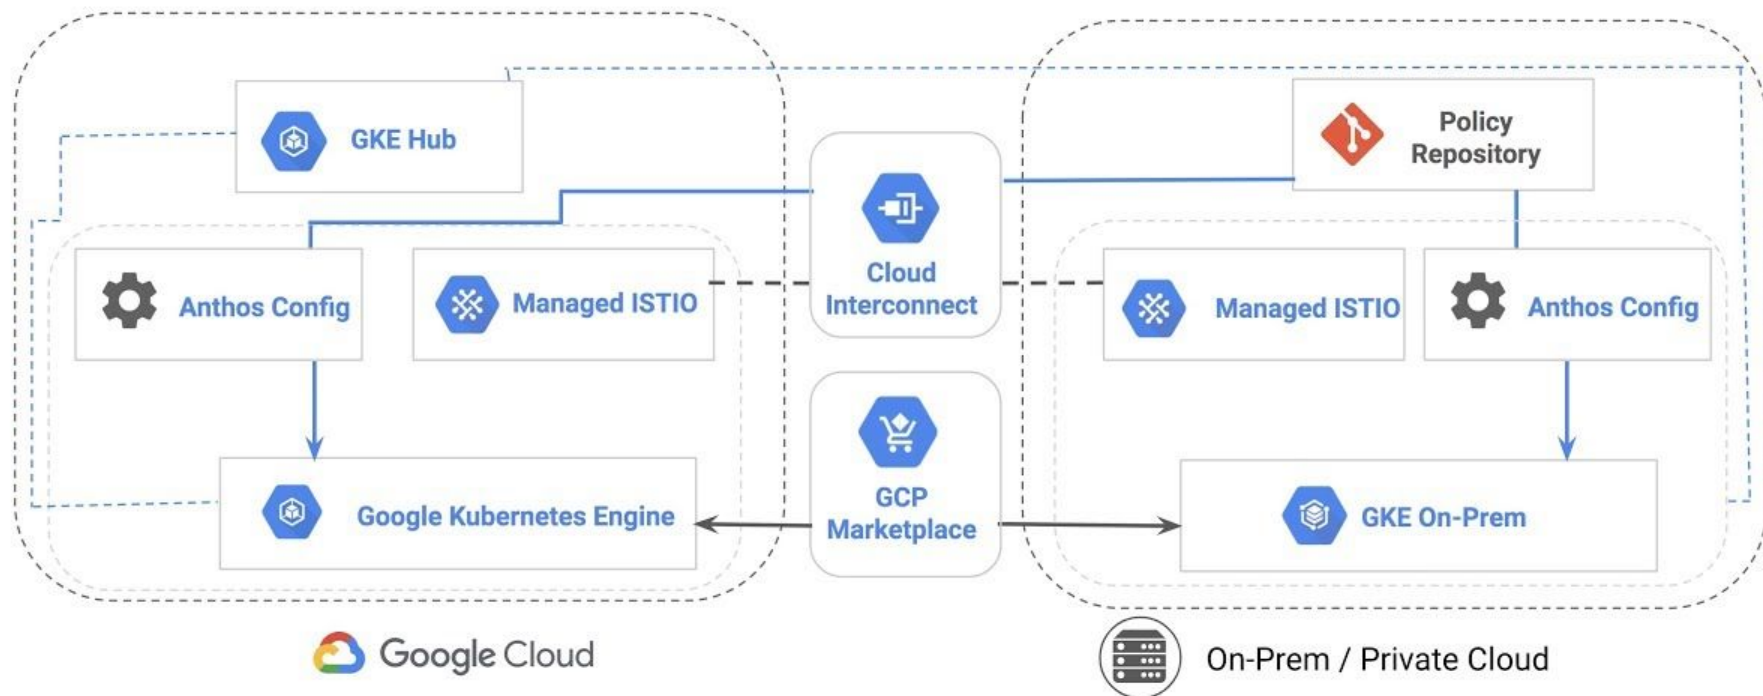 GKE Hub
Policy
Repository
Cloud
Interconnect
Anthos Config
Managed ISTIO
Managed ISTIO
Anthos Config
GCP
Marketplace
Google Kubernetes Engine
GKE On-Prem
Google Cloud
On-Prem / Private Cloud